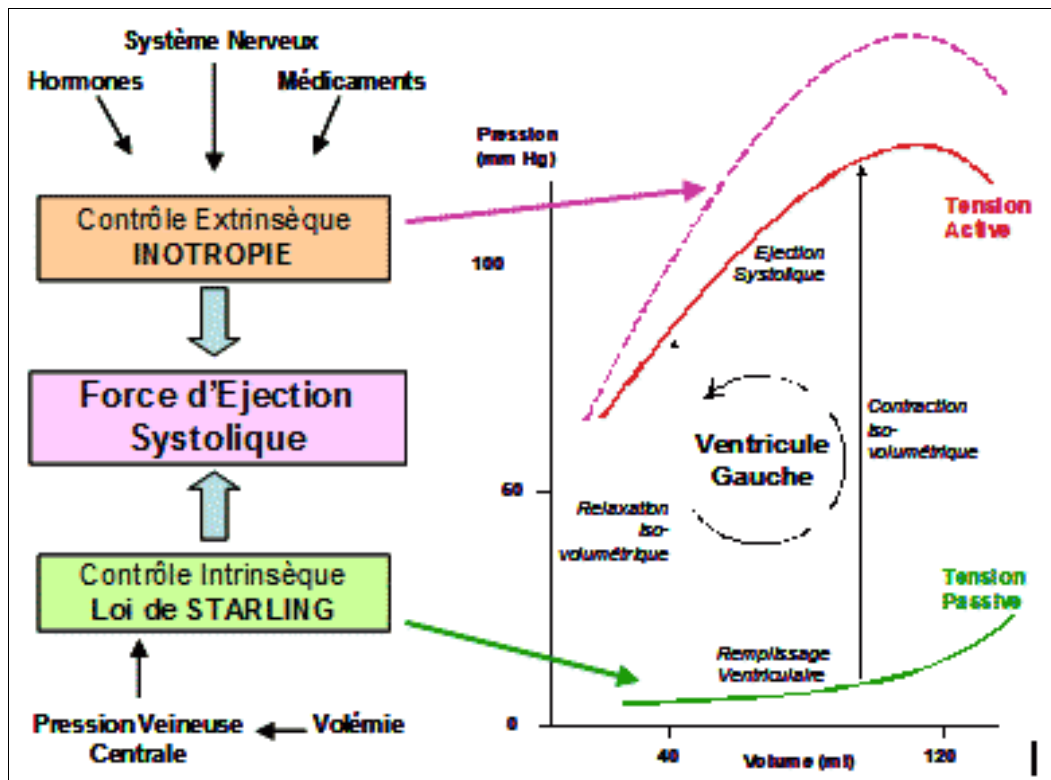 Système Nerveux
Hormones
Médicaments
Contrôle Extrinsèque
INOTROPIE
Force d'Ejection
Systolique
Contrôle Intrinsèque
Loi de STARLING
Pression Veineuse
Centrale
Volémie
Pression
(mm Hg)
100
Ejection
Systolique
Tension
Active
Contraction
iso-
volumétrique
Ventricule
Gauche
50
Relaxation
iso-
volumétrique
Tension
Passive
Remplissage
Ventriculaire
0
40
Volume (ml)
120